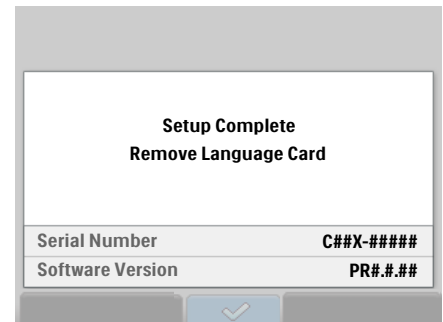 Setup Complete
Remove Language Card
Serial Number C##X-#####
Software Version PR#.#.##